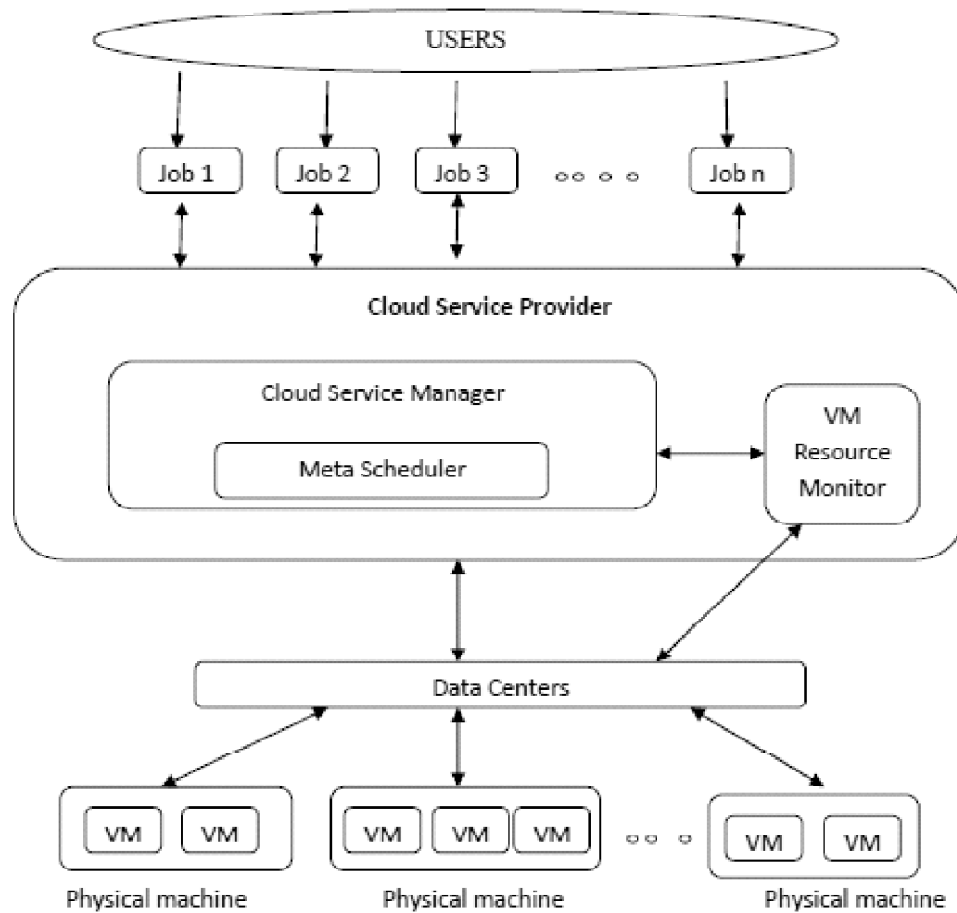 USERS
Job 1
Job 2
Job 3
Job n
Cloud Service Provider
Cloud Service Manager
Meta Scheduler
VM
Resource
Monitor
Data Centers
VM VM
VM VM VM
VM VM
Physical machine
Physical machine
Physical machine